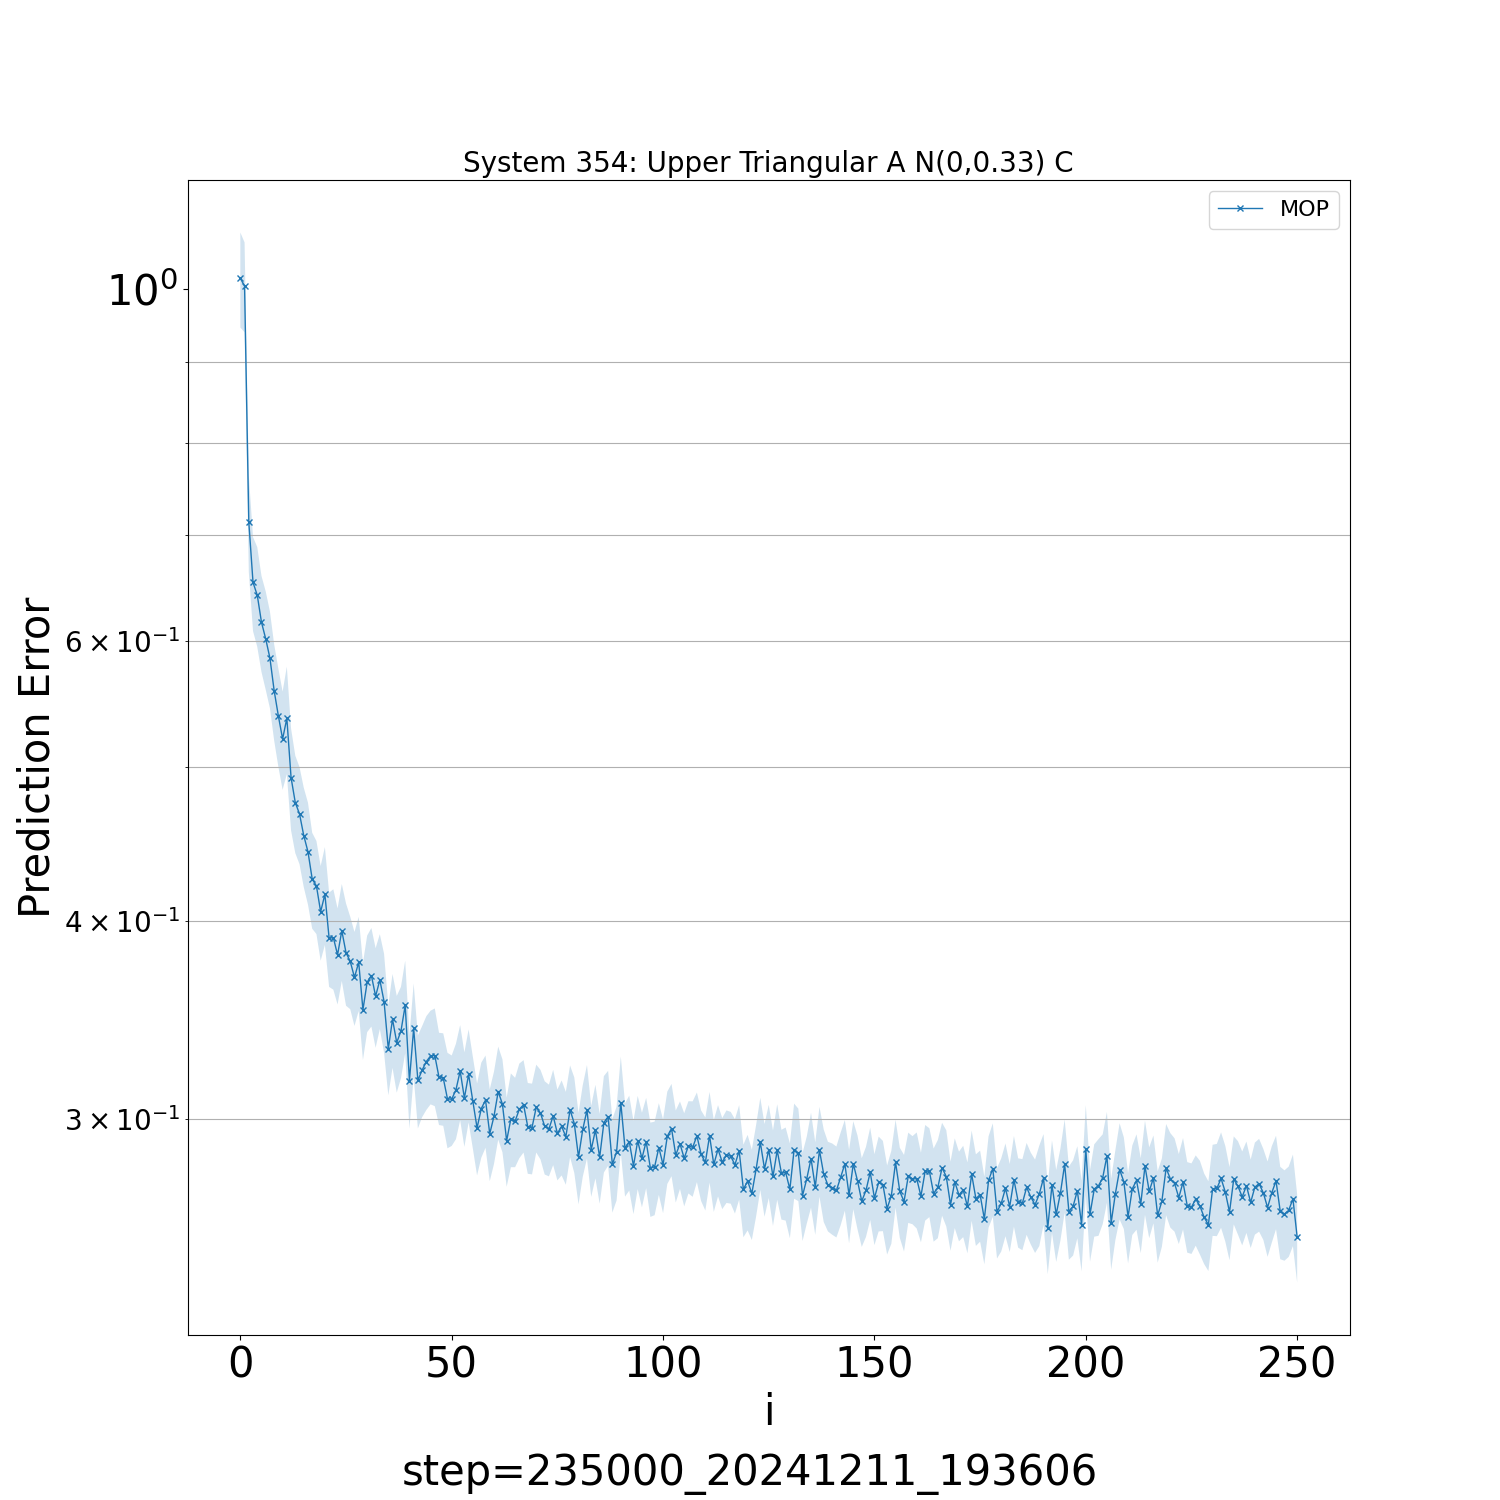 System 354: Upper Triangular A N(0,0.33) C
MOP
10⁰
6 × 10⁻¹
4 × 10⁻¹
3 × 10⁻¹
Prediction Error
0 50 100 150 200 250
i
step=235000_20241211_193606